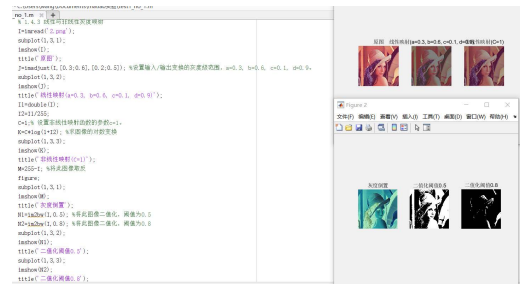 no_1.m
% 1.4.3 线性与非线性灰度映射
I=imread('2.png');
subplot(1,3,1);
imshow(I);
title('原图');
J=imadjust(I,[0.3;0.6],[0.2;0.5]); %设置输入/输出变换的灰度级范围，a=0.3，b=0.6，c=0.1，d=0.9，
subplot(1,3,2);
imshow(J);
title('线性映射(a=0.3, b=0.6, c=0.1, d=0.9)');
I1=double(I);
I2=I1/255;
C=1;% 设置非线性映射函数的参数c=1，
K=C*log(1+I2); %求图像的对数变换
subplot(1,3,3);
imshow(K);
title('非线性映射(C=1)');
M=255-I; %将此图像取反
figure;
subplot(1,3,1);
imshow(M);
title('灰度倒置');
N1=im2bw(I,0.5); %将此图像二值化，阈值为0.5
N2=im2bw(I,0.8); %将此图像二值化，阈值为0.8
subplot(1,3,2);
imshow(N1);
title('二值化阈值0.5');
subplot(1,3,3);
imshow(N2);
title('二值化阈值0.8');
原图
线性映射(a=0.3, b=0.6, c=0.1, d=
性映射(C=1)
Figure 2
文件(F) 编辑(E) 查看(V) 插入(I) 工具(T) 桌面(D) 窗口(W) 帮助(H)
灰度倒置
二值化阈值0.5
二值化阈值0.8